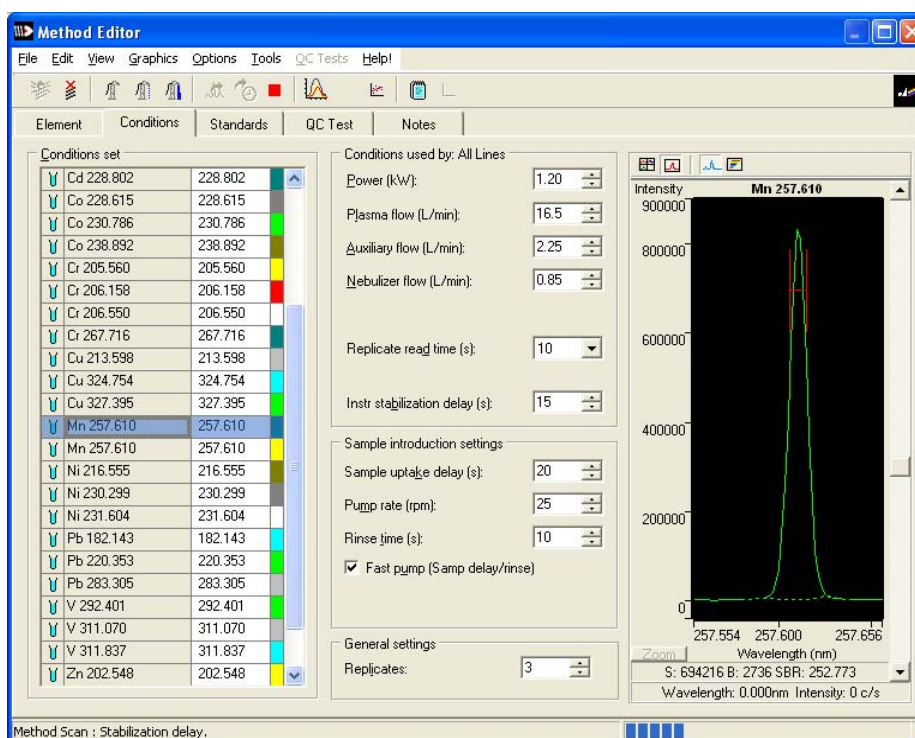 Method Editor
File Edit View Graphics Options Tools QC Tests Help!
Element Conditions Standards QC Test Notes
Conditions set
Cd 228.802 228.802
Co 228.615 228.615
Co 230.786 230.786
Co 238.892 238.892
Cr 205.560 205.560
Cr 206.158 206.158
Cr 206.550 206.550
Cr 267.716 267.716
Cu 213.598 213.598
Cu 324.754 324.754
Cu 327.395 327.395
Mn 257.610 257.610
Mn 257.610 257.610
Ni 216.555 216.555
Ni 230.299 230.299
Ni 231.604 231.604
Pb 182.143 182.143
Pb 220.353 220.353
Pb 283.305 283.305
V 292.401 292.401
V 311.070 311.070
V 311.837 311.837
Zn 202.548 202.548
Conditions used by: All Lines
Power (kW): 1.20
Plasma flow (L/min): 16.5
Auxiliary flow (L/min): 2.25
Nebulizer flow (L/min): 0.85
Replicate read time (s): 10
Instr stabilization delay (s): 15
Sample introduction settings
Sample uptake delay (s): 20
Pump rate (rpm): 25
Rinse time (s): 10
Fast pump (Samp delay/rinse)
General settings
Replicates: 3
Intensity Mn 257.610
900000
800000
600000
400000
200000
0
257.554 257.600 257.656
Zoom Wavelength (nm)
S: 694216 B: 2736 SBR: 252.773
Wavelength: 0.000nm Intensity: 0 c/s
Method Scan : Stabilization delay.